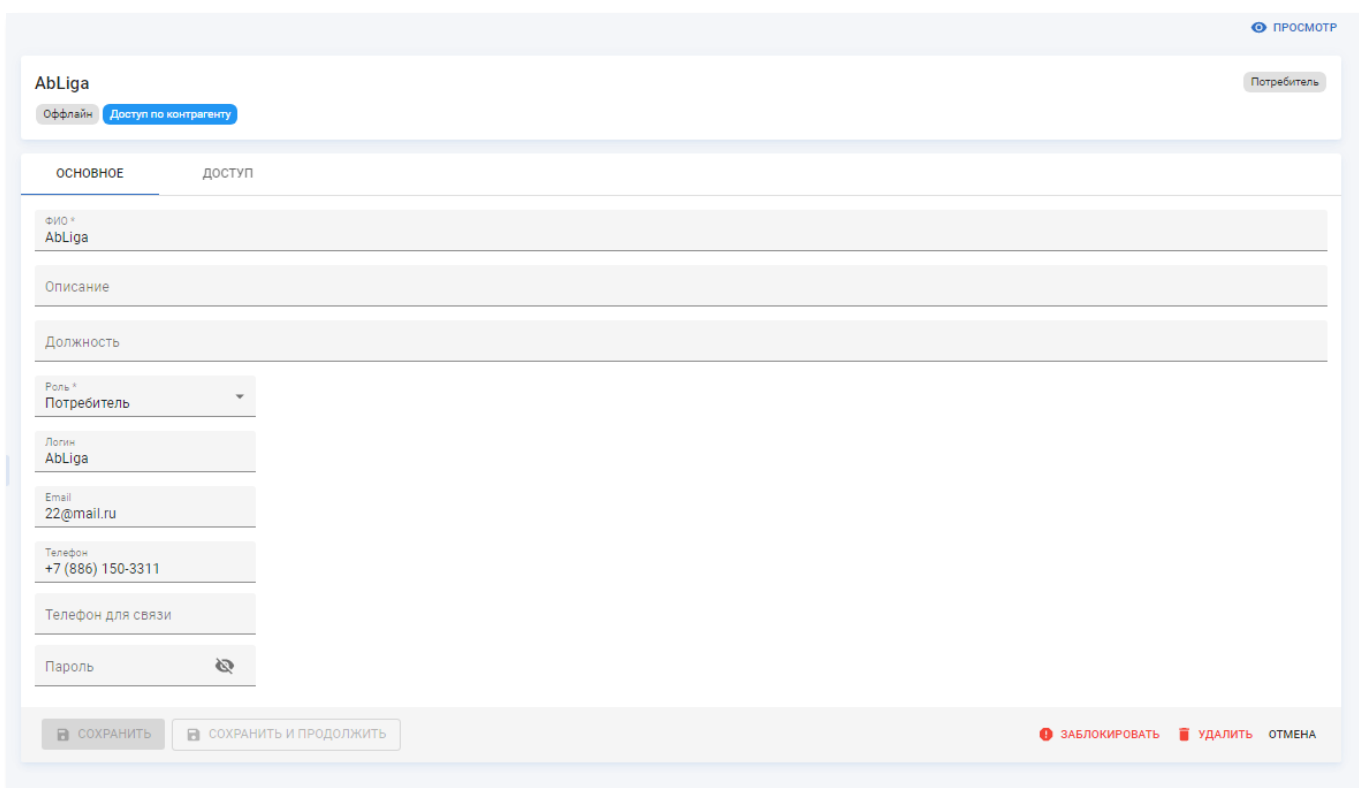 ПРОСМОТР
AbLiga
Потребитель
Оффлайн Доступ по контрагенту
ОСНОВНОЕ ДОСТУП
ФИО *
AbLiga
Описание
Должность
Роль *
Потребитель
Логин
AbLiga
Email
22@mail.ru
Телефон
+7 (886) 150-3311
Телефон для связи
Пароль
СОХРАНИТЬ СОХРАНИТЬ И ПРОДОЛЖИТЬ ЗАБЛОКИРОВАТЬ УДАЛИТЬ ОТМЕНА